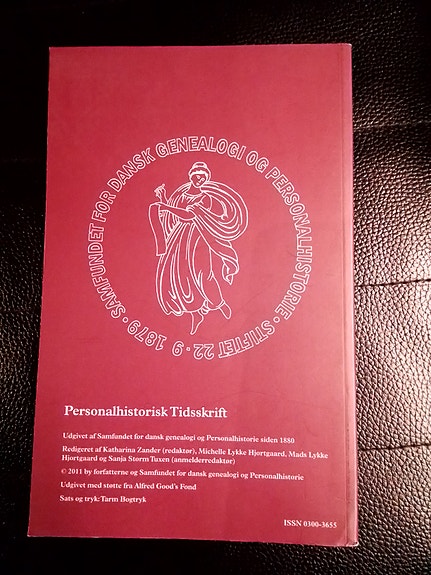 SAMFUNDET FOR DANSK GENEALOGI OG PERSONALHISTORIE · STIFTET 22·9 1879 ·
Personalhistorisk Tidsskrift
Udgivet af Samfundet for dansk genealogi og Personalhistorie siden 1880
Redigeret af Katharina Zander (redaktør), Michelle Lykke Hjortgaard, Mads Lykke
Hjortgaard og Sanja Størm Tuxen (anmelderredaktør)
© 2011 by forfatterne og Samfundet for dansk genealogi og Personalhistorie
Udgivet med støtte fra Alfred Good's Fond
Sats og tryk: Tarm Bogtryk
ISSN 0300-3655